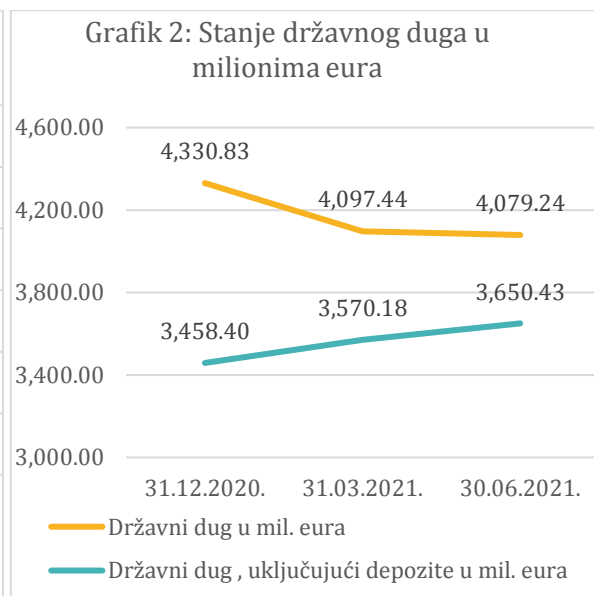 Grafik 2: Stanje državnog duga u
milionima eura
4,600.00
4,330.83
4,097.44
4,079.24
4,200.00
3,800.00
3,650.43
3,570.18
3,458.40
3,400.00
3,000.00
31.12.2020. 31.03.2021. 30.06.2021.
Državni dug u mil. eura
Državni dug , uključujući depozite u mil. eura